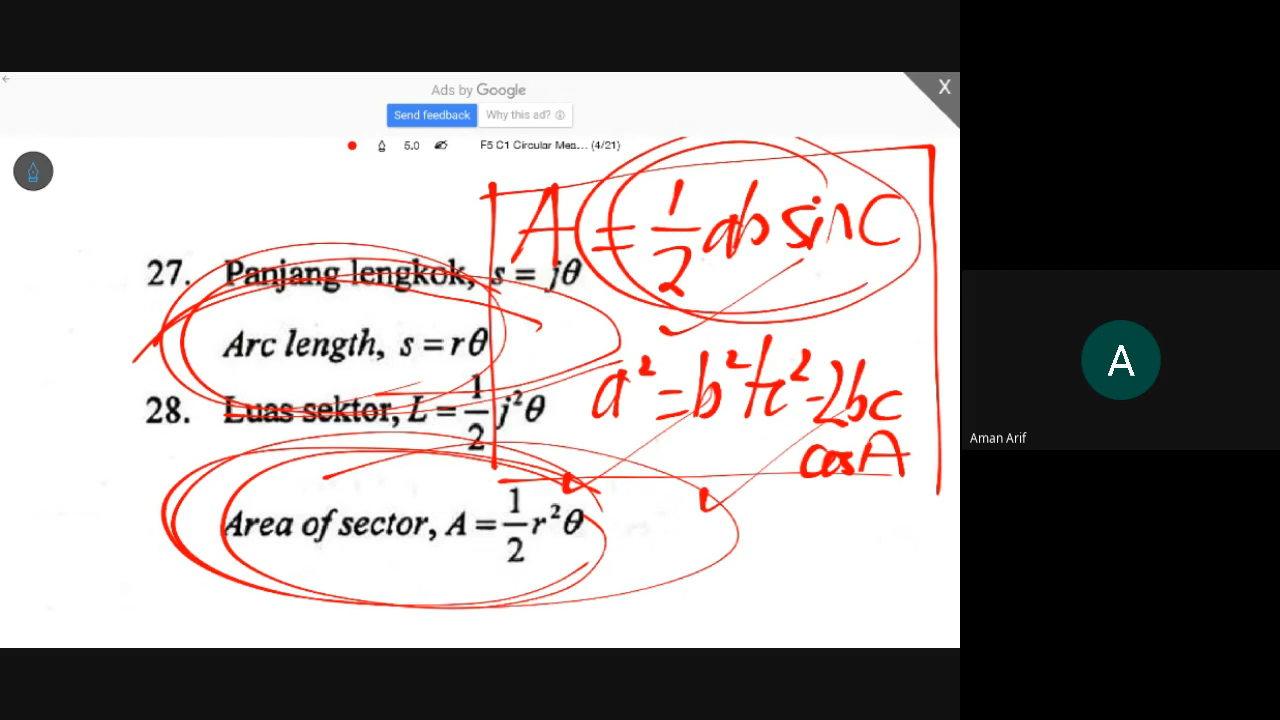 Ads by Google
Send feedback Why this ad?
X
5.0 F5 C1 Circular Mea... (4/21)
A = 1/2 ab sin C
27. Panjang lengkok, s = jθ
Arc length, s = rθ
a² = b² + c² - 2bc
cos A
28. Luas sektor, L = 1/2 j²θ
Area of sector, A = 1/2 r²θ
A
Aman Arif